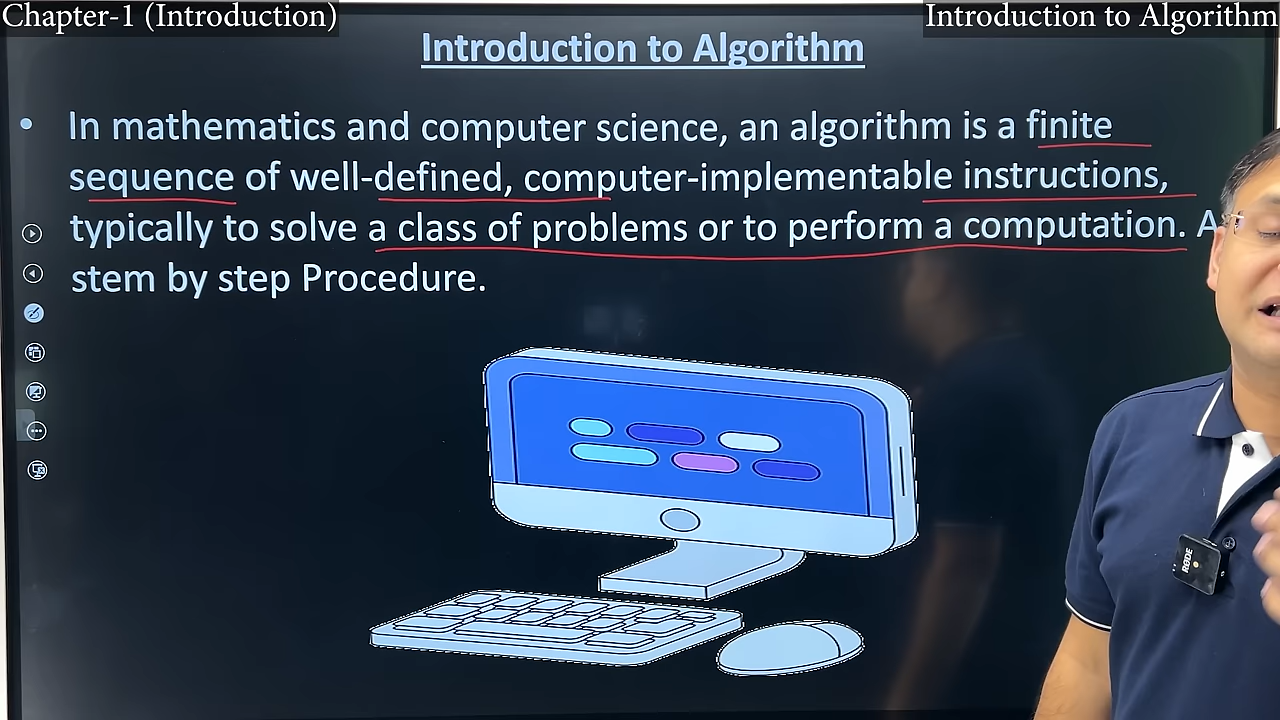 Chapter-1 (Introduction)
Introduction to Algorithm
Introduction to Algorithm
• In mathematics and computer science, an algorithm is a finite
sequence of well-defined, computer-implementable instructions,
typically to solve a class of problems or to perform a computation. A
stem by step Procedure.
RØDE